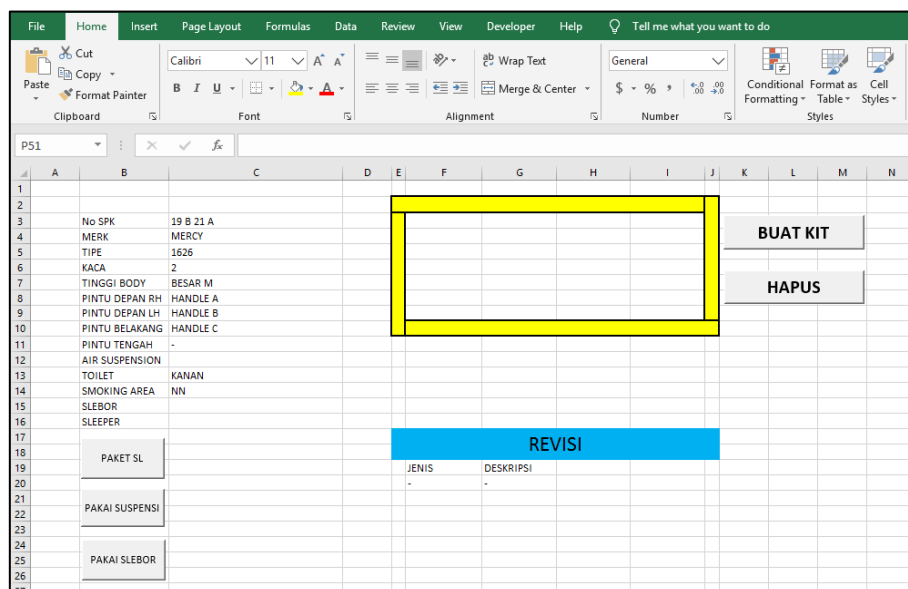 File Home Insert Page Layout Formulas Data Review View Developer Help Tell me what you want to do
Paste
Cut
Copy
Format Painter
Clipboard
Calibri 11 A A
B I U A
Font
ab Wrap Text
Merge & Center
Alignment
General
$ % , .00 .00
Number
Conditional Formatting
Format as Table
Cell Styles
Styles
P51 fx
A B C D E F G H I J K L M N
1
2
3 No SPK 19 B 21 A
4 MERK MERCY
5 TIPE 1626
6 KACA 2
7 TINGGI BODY BESAR M
8 PINTU DEPAN RH HANDLE A
9 PINTU DEPAN LH HANDLE B
10 PINTU BELAKANG HANDLE C
11 PINTU TENGAH -
12 AIR SUSPENSION
13 TOILET KANAN
14 SMOKING AREA NN
15 SLEBOR
16 SLEEPER
BUAT KIT
HAPUS
17
18 REVISI
19 JENIS DESKRIPSI
20 - -
21
22
23
24
25
26
PAKET SL
PAKAI SUSPENSI
PAKAI SLEBOR